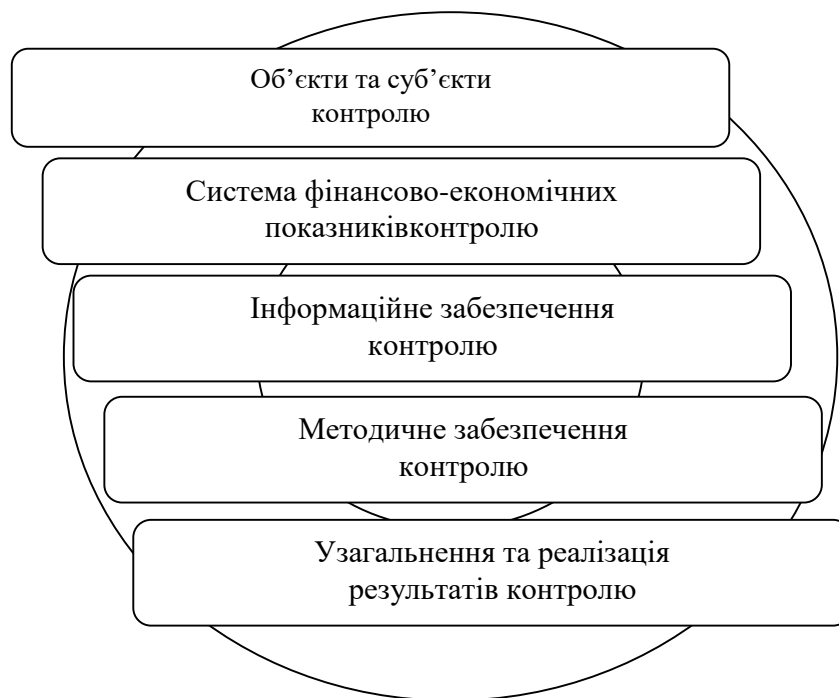 Об’єкти та суб’єкти
контролю
Система фінансово-економічних
показниківконтролю
Інформаційне забезпечення
контролю
Методичне забезпечення
контролю
Узагальнення та реалізація
результатів контролю